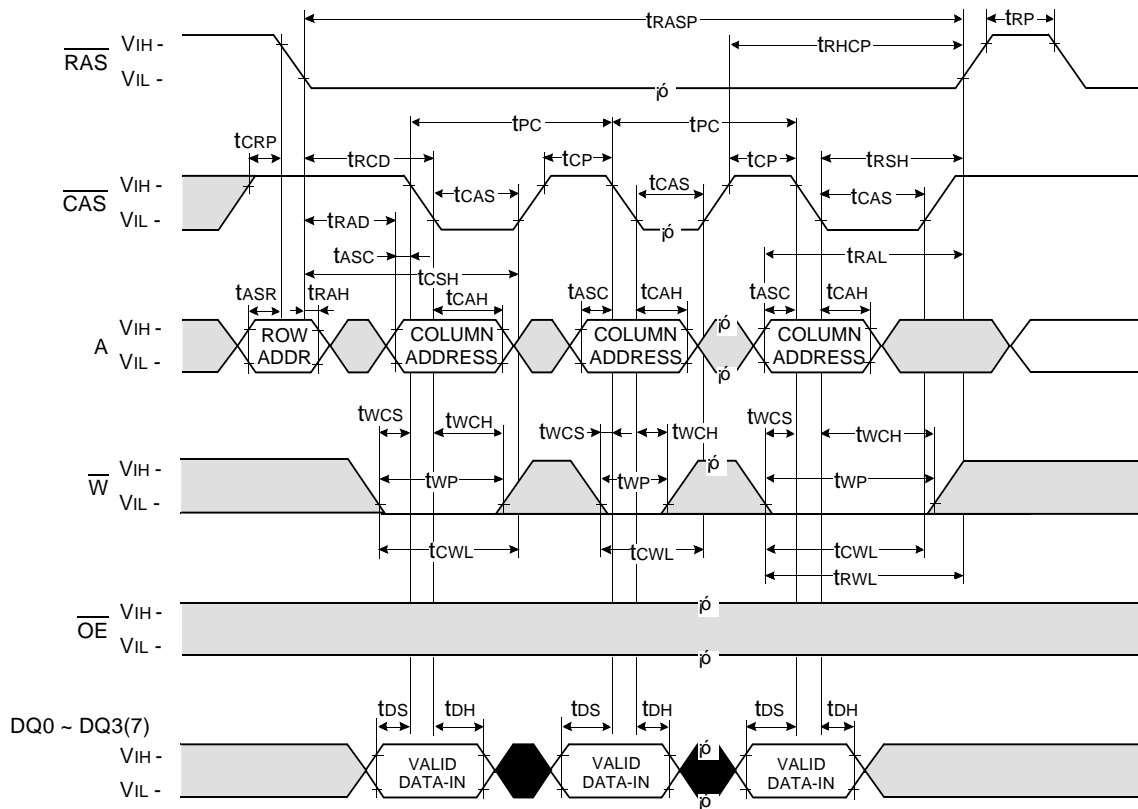 tRASP
tRP
tRHCP
RAS
VIH -
VIL -
¡ó
tPC
tPC
tCRP
tRCD
tCP
tCP
tRSH
CAS
VIH -
VIL -
tCAS
tCAS
tCAS
¡ó
tRAD
tASC
tCSH
tRAL
tASR
tRAH
tCAH
tASC
tCAH
tASC
tCAH
A
VIH -
VIL -
ROW
ADDR
COLUMN
ADDRESS
COLUMN
ADDRESS
¡ó
¡ó
COLUMN
ADDRESS
tWCS
tWCH
tWCS
tWCH
tWCS
tWCH
W
VIH -
VIL -
tWP
tWP
¡ó
tWP
tCWL
tCWL
tCWL
tRWL
OE
VIH -
VIL -
¡ó
¡ó
DQ0 ~ DQ3(7)
VIH -
VIL -
tDS
tDH
tDS
tDH
tDS
tDH
VALID
DATA-IN
VALID
DATA-IN
¡ó
¡ó
VALID
DATA-IN